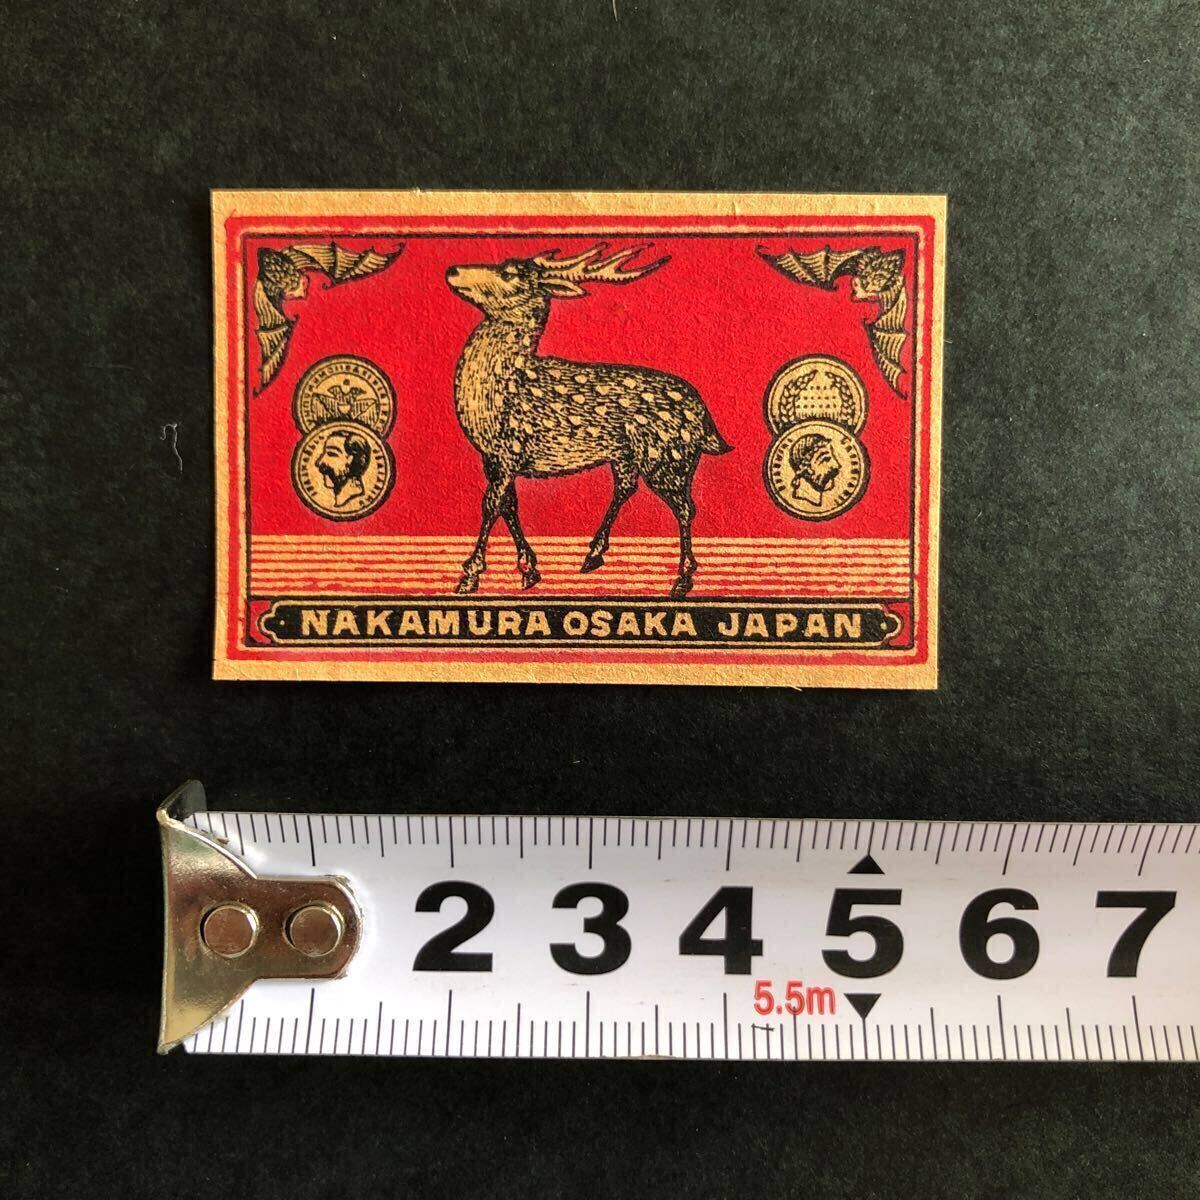 NAKAMURA OSAKA JAPAN
2 3 4 5 6 7
5.5m